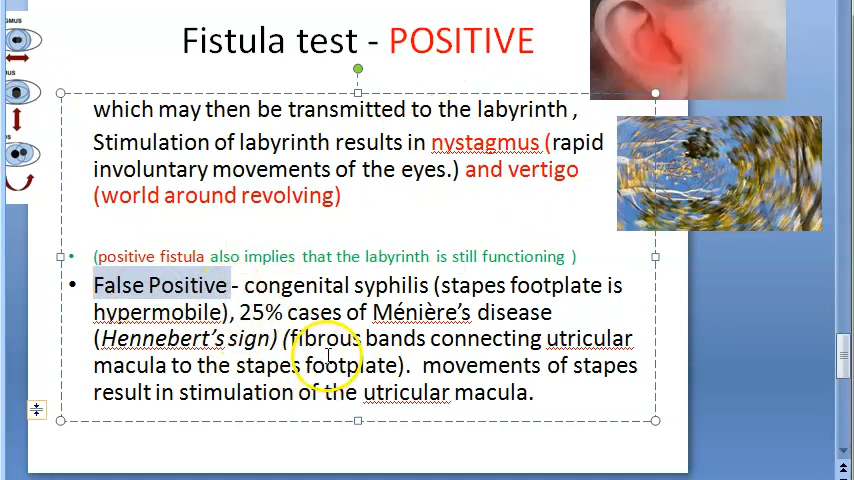 GMUS
Fistula test - POSITIVE
US
us
which may then be transmitted to the labyrinth ,
Stimulation of labyrinth results in nystagmus (rapid
involuntary movements of the eyes.) and vertigo
(world around revolving)
• (positive fistula also implies that the labyrinth is still functioning )
• False Positive - congenital syphilis (stapes footplate is
hypermobile), 25% cases of Ménière’s disease
(Hennebert’s sign) (fibrous bands connecting utricular
macula to the stapes footplate). movements of stapes
result in stimulation of the utricular macula.